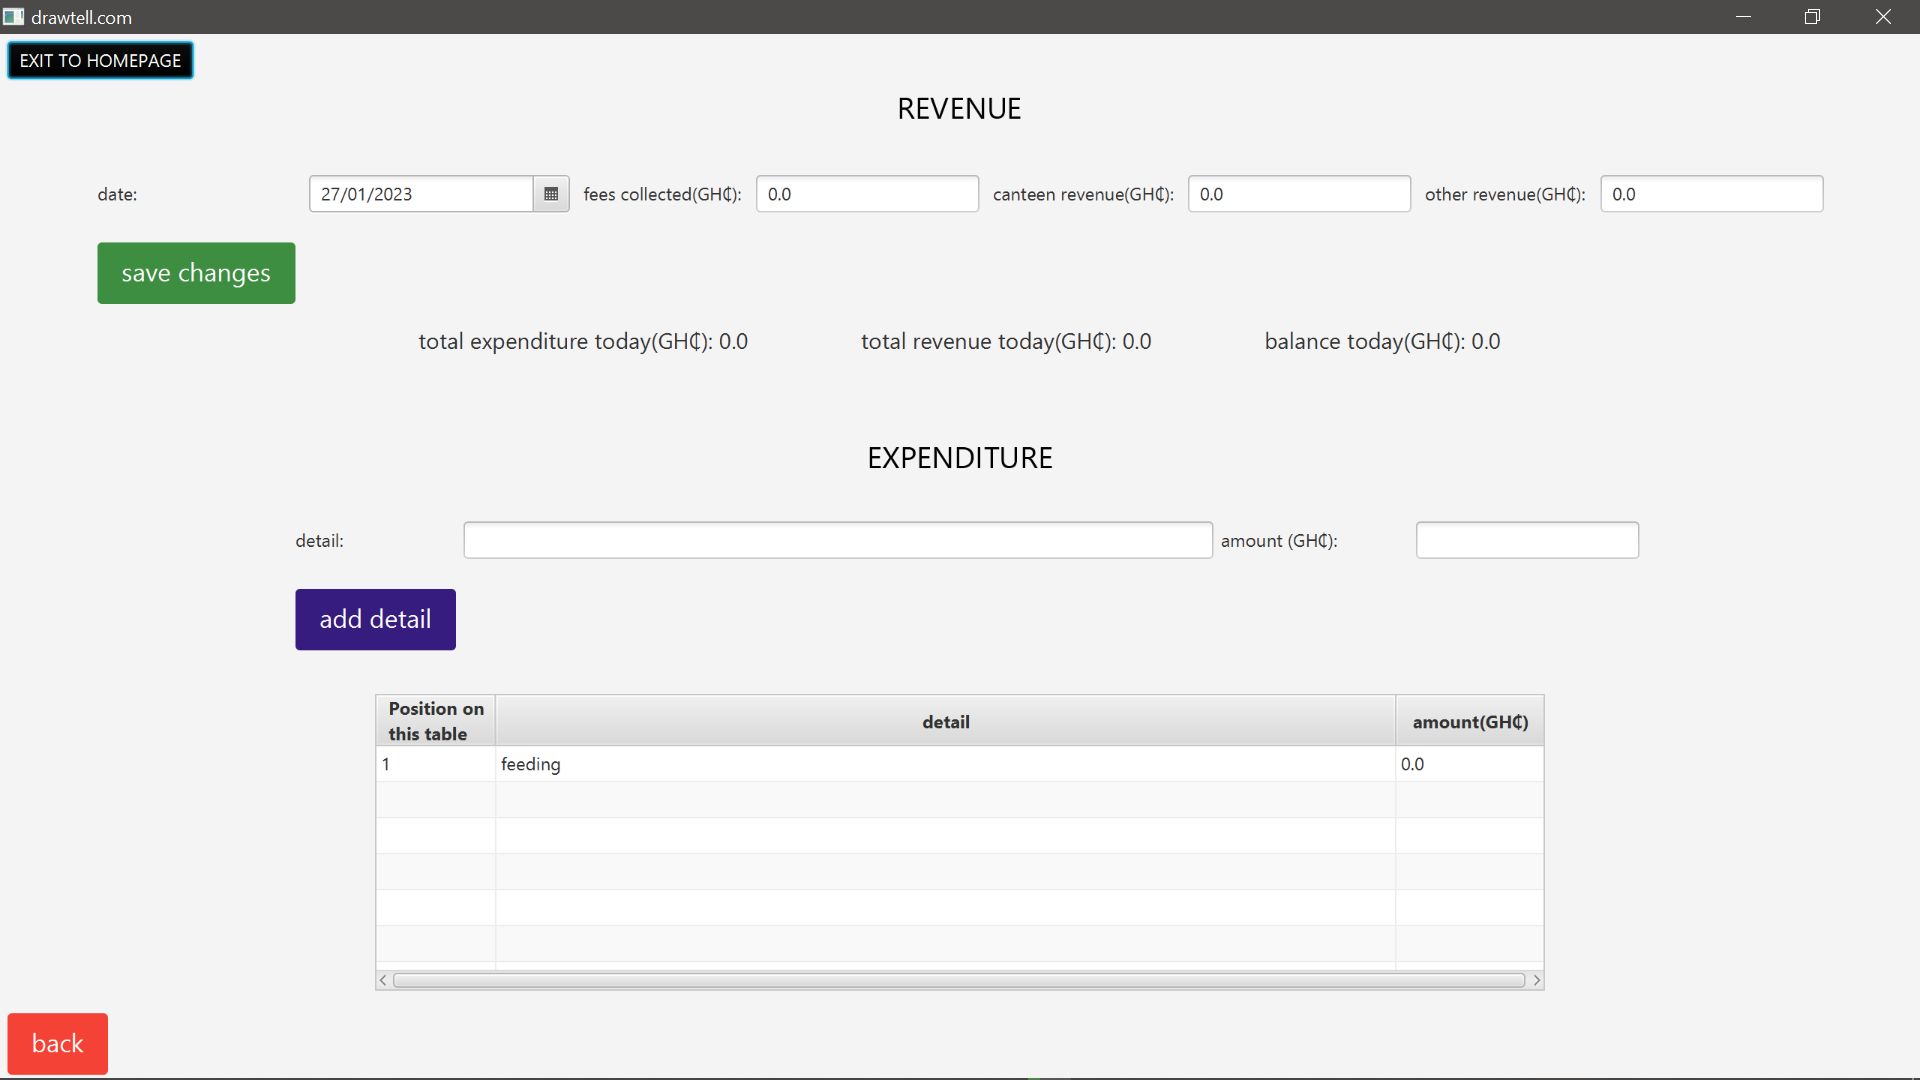 drawtell.com
EXIT TO HOMEPAGE
REVENUE
date: 27/01/2023 fees collected(GH₵): 0.0 canteen revenue(GH₵): 0.0 other revenue(GH₵): 0.0
save changes
total expenditure today(GH₵): 0.0 total revenue today(GH₵): 0.0 balance today(GH₵): 0.0
EXPENDITURE
detail: amount (GH₵):
add detail
Position on this table detail amount(GH₵)
1 feeding 0.0
back